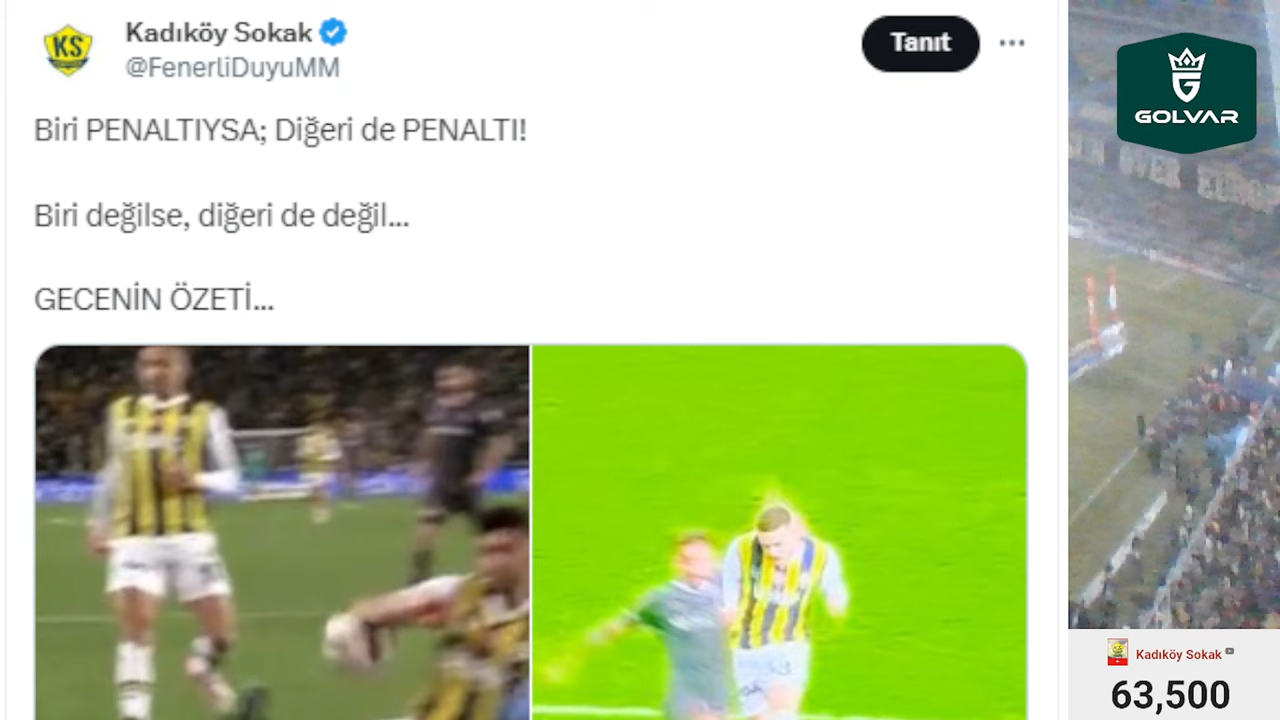 Kadıköy Sokak
@FenerliDuyuMM
Tanıt
KS
Biri PENALTIYSA; Diğeri de PENALTI!
Biri değilse, diğeri de değil...
GECENİN ÖZETİ...
GOLVAR
Kadıköy Sokak
63,500